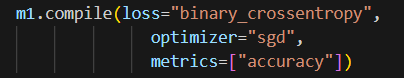 m1.compile(loss="binary_crossentropy",
optimizer="sgd",
metrics=["accuracy"])